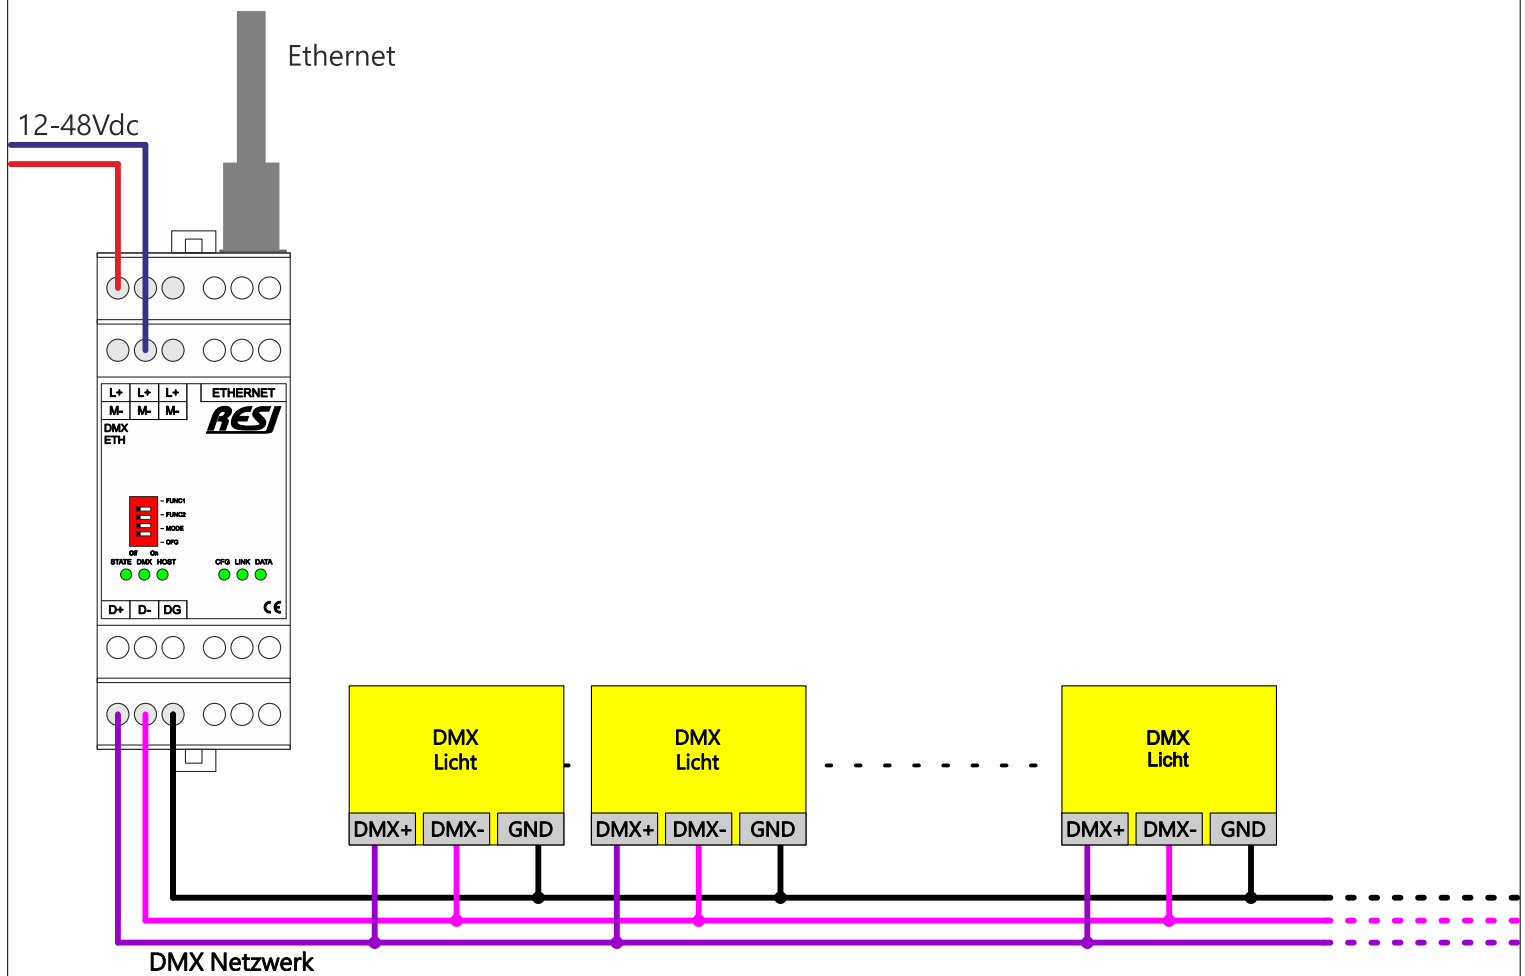 Ethernet
12-48Vdc
L+ L+ L+ ETHERNET
M- M- M- RESI
DMX
ETH
- FUNC1
- FUNC2
- MODE
- CFG
Off On
STATE DMX HOST CFG LINK DATA
D+ D- DG CE
DMX DMX DMX
Licht Licht Licht
DMX+ DMX- GND DMX+ DMX- GND DMX+ DMX- GND
DMX Netzwerk